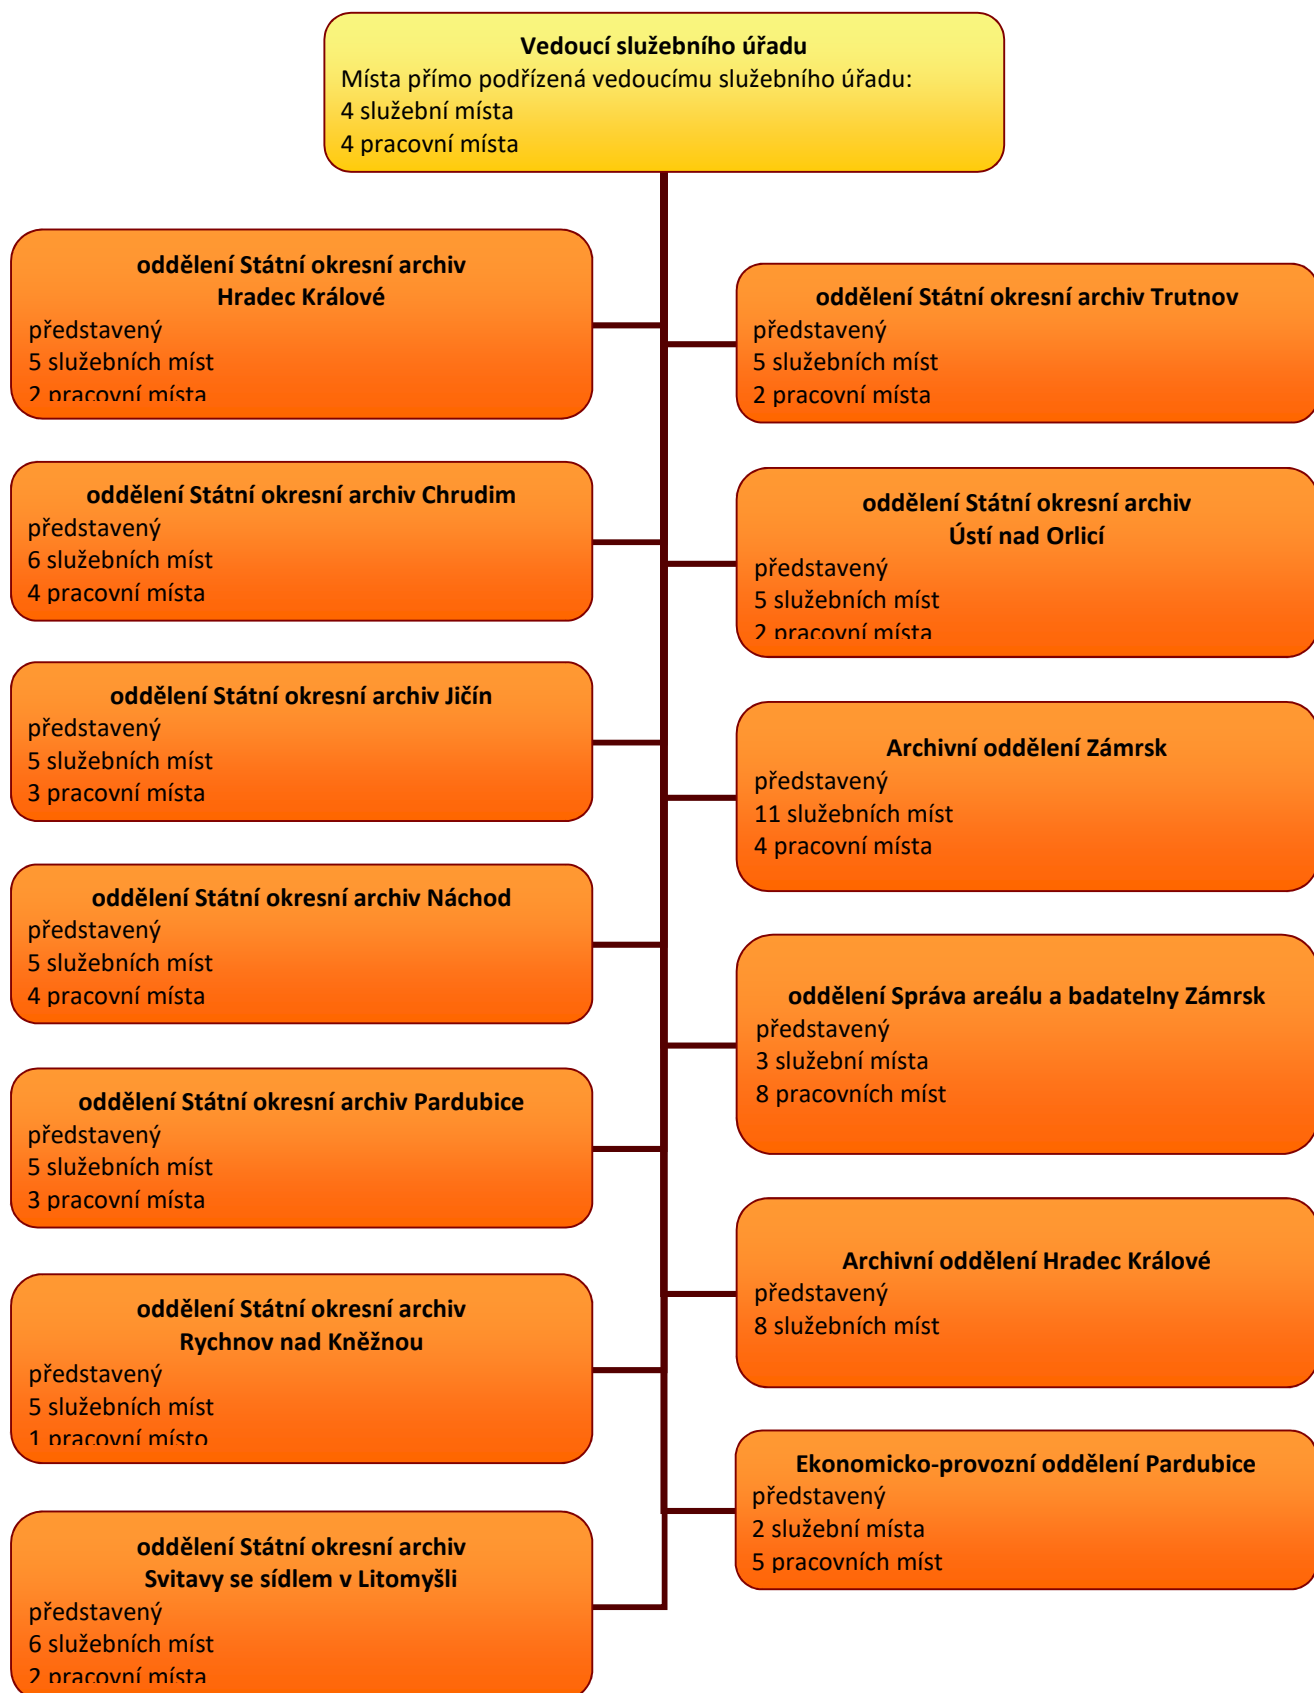 Vedoucí služebního úřadu
Místa přímo podřízená vedoucímu služebního úřadu:
4 služební místa
4 pracovní místa
oddělení Státní okresní archiv
Hradec Králové
představený
5 služebních míst
2 pracovní místa
oddělení Státní okresní archiv Chrudim
představený
6 služebních míst
4 pracovní místa
oddělení Státní okresní archiv Jičín
představený
5 služebních míst
3 pracovní místa
oddělení Státní okresní archiv Náchod
představený
5 služebních míst
4 pracovní místa
oddělení Státní okresní archiv Pardubice
představený
5 služebních míst
3 pracovní místa
oddělení Státní okresní archiv
Rychnov nad Kněžnou
představený
5 služebních míst
1 pracovní místo
oddělení Státní okresní archiv
Svitavy se sídlem v Litomyšli
představený
6 služebních míst
2 pracovní místa
oddělení Státní okresní archiv Trutnov
představený
5 služebních míst
2 pracovní místa
oddělení Státní okresní archiv
Ústí nad Orlicí
představený
5 služebních míst
2 pracovní místa
Archivní oddělení Zámrsk
představený
11 služebních míst
4 pracovní místa
oddělení Správa areálu a badatelny Zámrsk
představený
3 služební místa
8 pracovních míst
Archivní oddělení Hradec Králové
představený
8 služebních míst
Ekonomicko-provozní oddělení Pardubice
představený
2 služební místa
5 pracovních míst